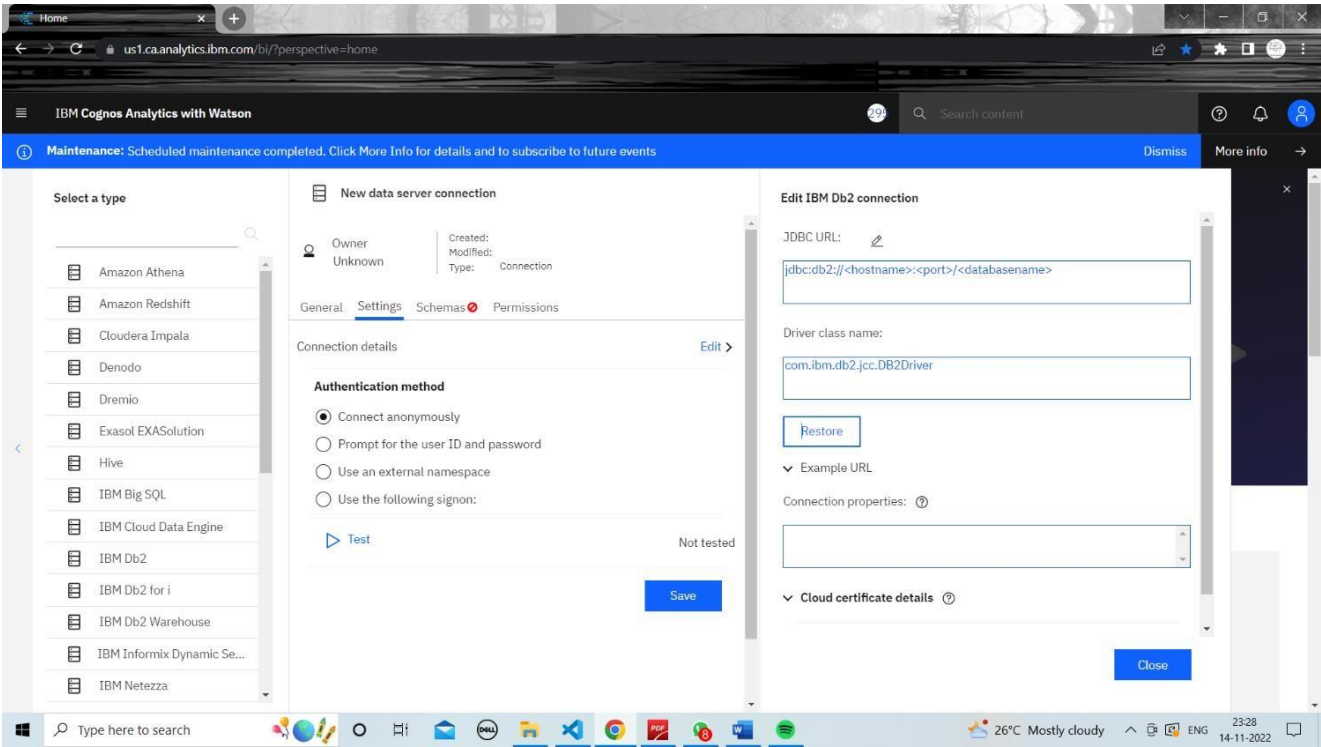 Home
us1.ca.analytics.ibm.com/bi/?perspective=home
IBM Cognos Analytics with Watson
Search content
Maintenance: Scheduled maintenance completed. Click More Info for details and to subscribe to future events
Dismiss
More info
Select a type
Amazon Athena
Amazon Redshift
Cloudera Impala
Denodo
Dremio
Exasol EXASolution
Hive
IBM Big SQL
IBM Cloud Data Engine
IBM Db2
IBM Db2 for i
IBM Db2 Warehouse
IBM Informix Dynamic Se...
IBM Netezza
New data server connection
Owner
Unknown
Created:
Modified:
Type: Connection
General Settings Schemas Permissions
Connection details
Edit
Authentication method
Connect anonymously
Prompt for the user ID and password
Use an external namespace
Use the following signon:
Test
Not tested
Save
Edit IBM Db2 connection
JDBC URL:
jdbc:db2://<hostname>:<port>/<databasename>
Driver class name:
com.ibm.db2.jcc.DB2Driver
Restore
Example URL
Connection properties:
Cloud certificate details
Close
Type here to search
26°C Mostly cloudy
ENG
23:28
14-11-2022